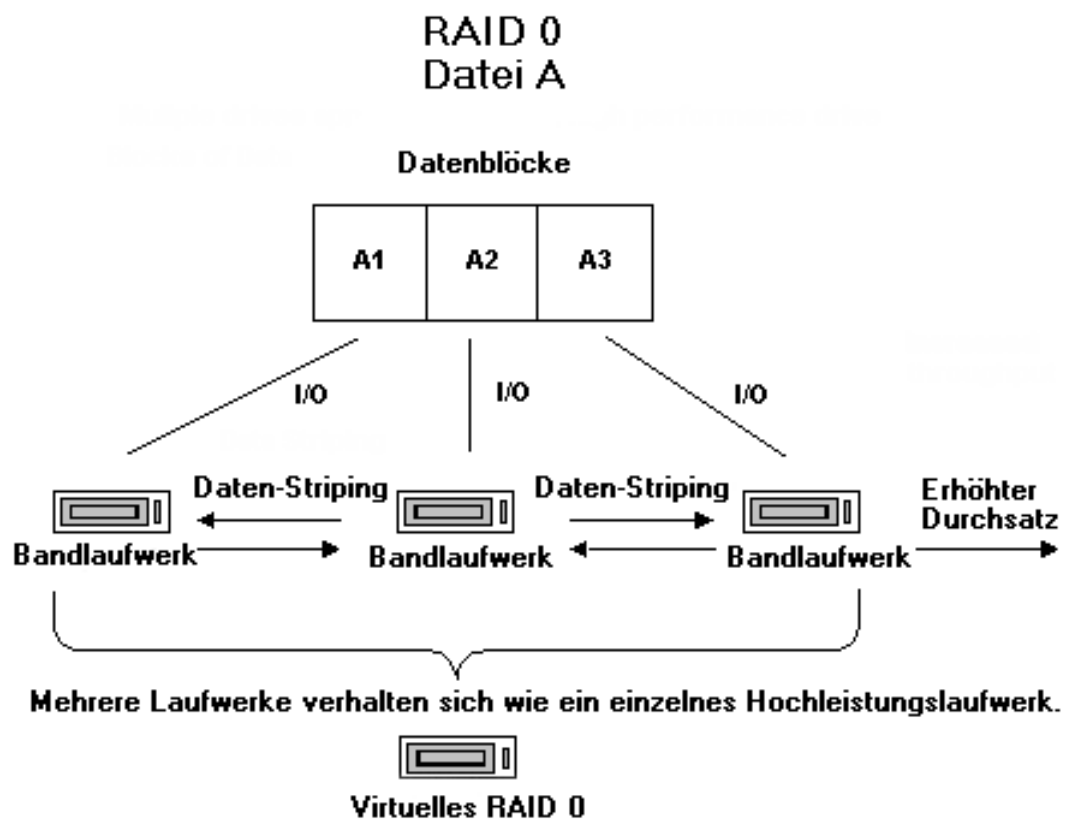 RAID 0
Datei A
Datenblöcke
A1 A2 A3
I/O I/O I/O
Daten-Striping Daten-Striping Erhöhter
Durchsatz
Bandlaufwerk Bandlaufwerk Bandlaufwerk
Mehrere Laufwerke verhalten sich wie ein einzelnes Hochleistungslaufwerk.
Virtuelles RAID 0